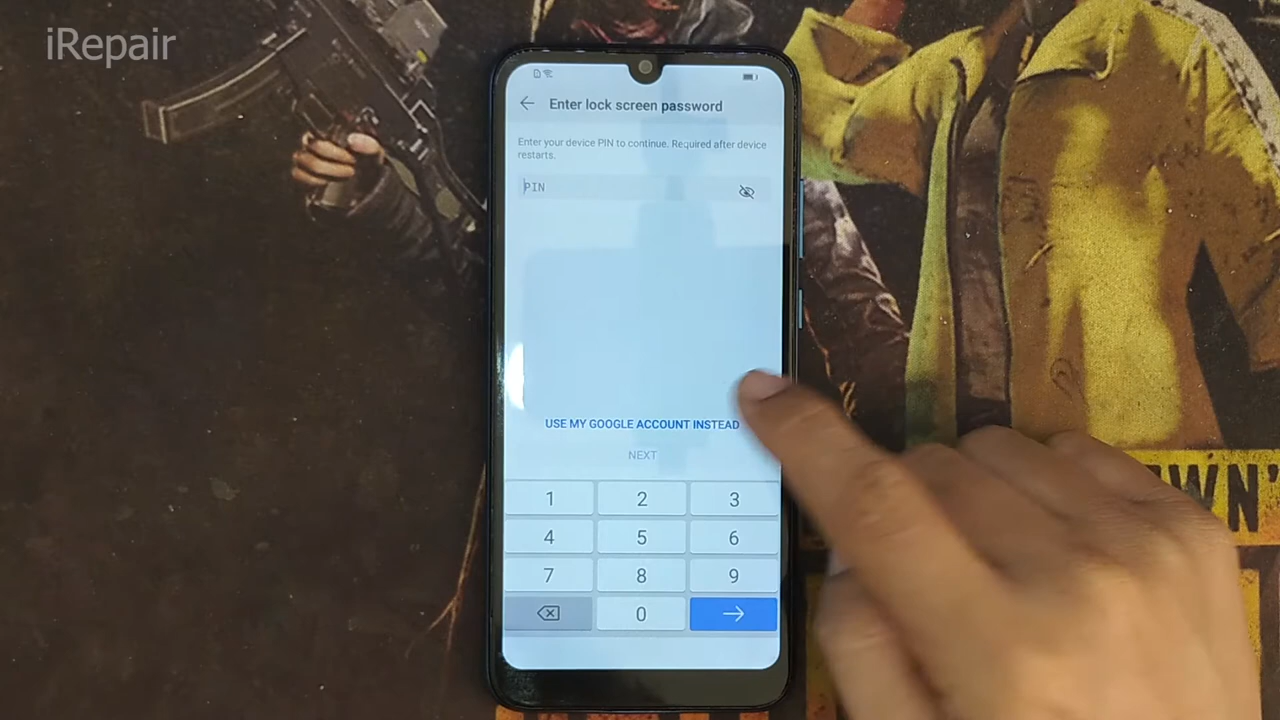 iRepair
Enter lock screen password
Enter your device PIN to continue. Required after device
restarts.
PIN
USE MY GOOGLE ACCOUNT INSTEAD
NEXT
1 2 3
4 5 6
7 8 9
0
WN'